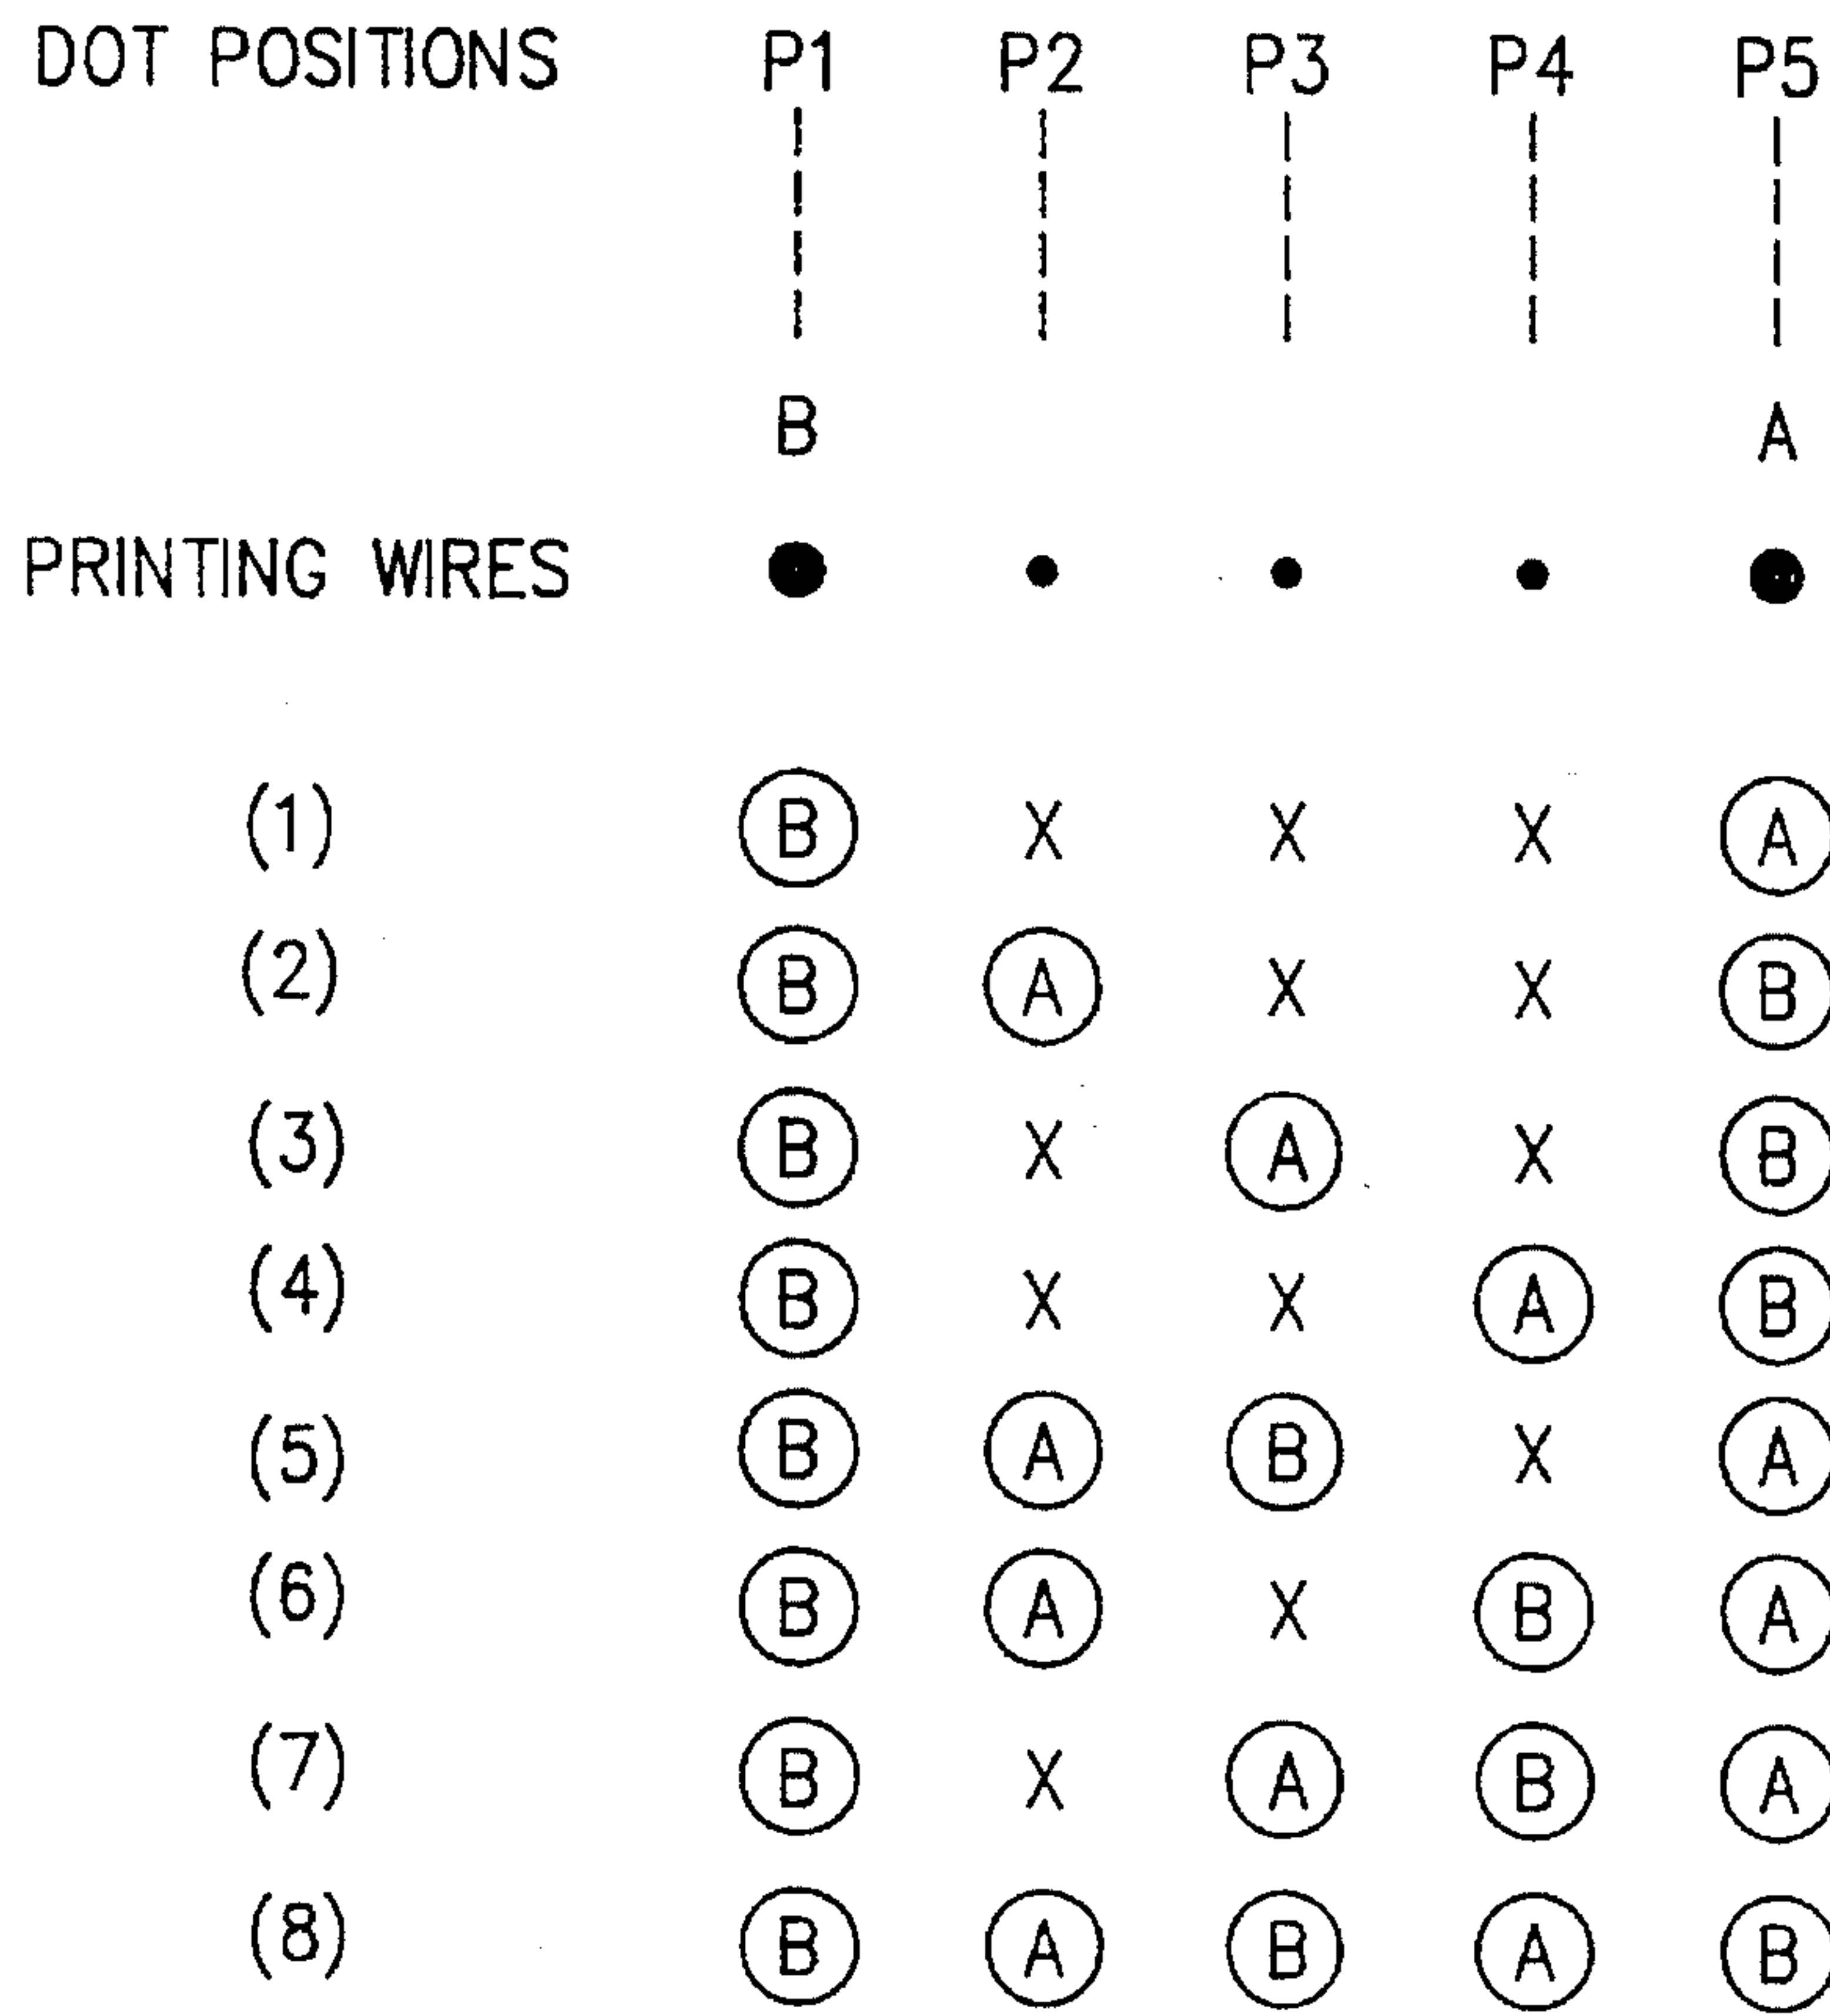 DOT POSITIONS P1 P2 P3 P4 P5
B A
PRINTING WIRES
(1) B X X X A
(2) B A X X B
(3) B X A X B
(4) B X X A B
(5) B A B X A
(6) B A X B A
(7) B X A B A
(8) B A B A B